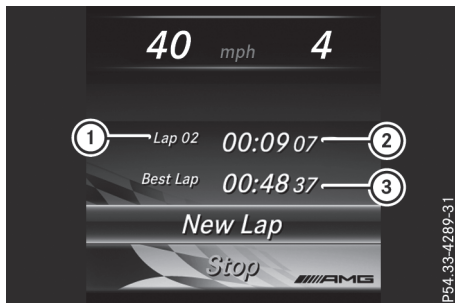 40 mph 4
1 Lap 02 00:09 07 2
Best Lap 00:48 37 3
New Lap
Stop
AMG
P54.33-4289-31